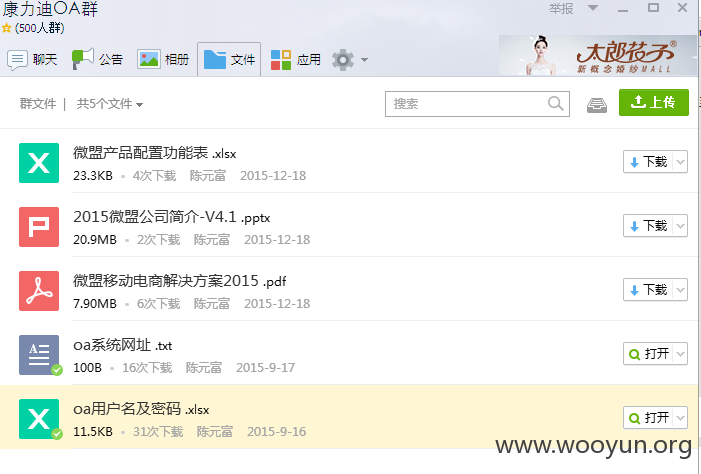 康力迪OA群
举报
(500人群)
聊天 公告 相册 文件 应用
太郎花子®
新概念婚纱MALL
群文件 | 共5个文件
搜索
上传
微盟产品配置功能表 .xlsx
23.3KB 4次下载 陈元富 2015-12-18
下载
2015微盟公司简介-V4.1 .pptx
20.9MB 2次下载 陈元富 2015-12-18
下载
微盟移动电商解决方案2015 .pdf
7.90MB 6次下载 陈元富 2015-12-18
下载
oa系统网址 .txt
100B 16次下载 陈元富 2015-9-17
打开
oa用户名及密码 .xlsx
11.5KB 31次下载 陈元富 2015-9-16
打开
www.wooyun.org